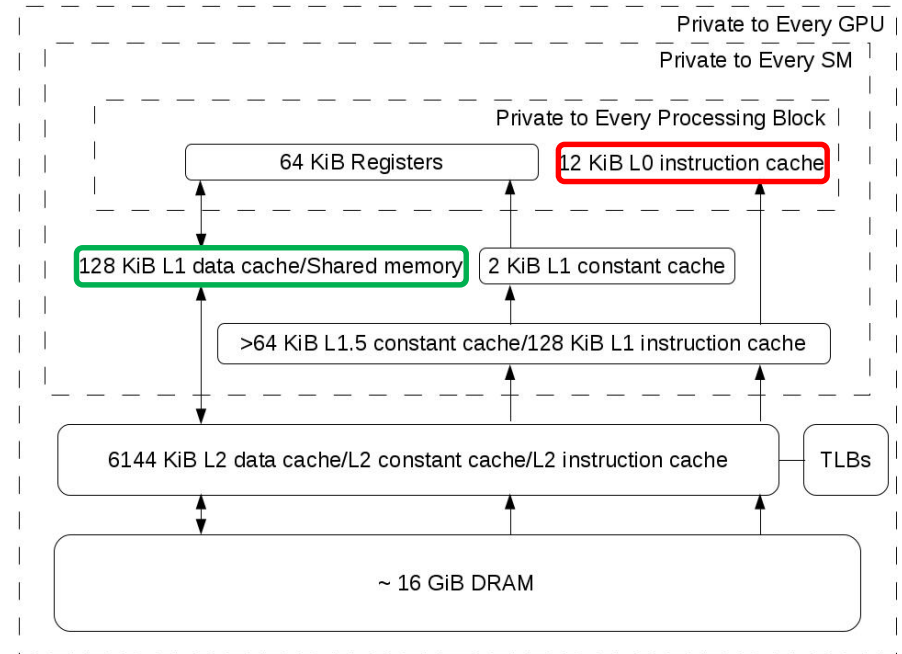 Private to Every GPU
Private to Every SM
Private to Every Processing Block
64 KiB Registers
12 KiB L0 instruction cache
128 KiB L1 data cache/Shared memory
2 KiB L1 constant cache
>64 KiB L1.5 constant cache/128 KiB L1 instruction cache
6144 KiB L2 data cache/L2 constant cache/L2 instruction cache
TLBs
~ 16 GiB DRAM